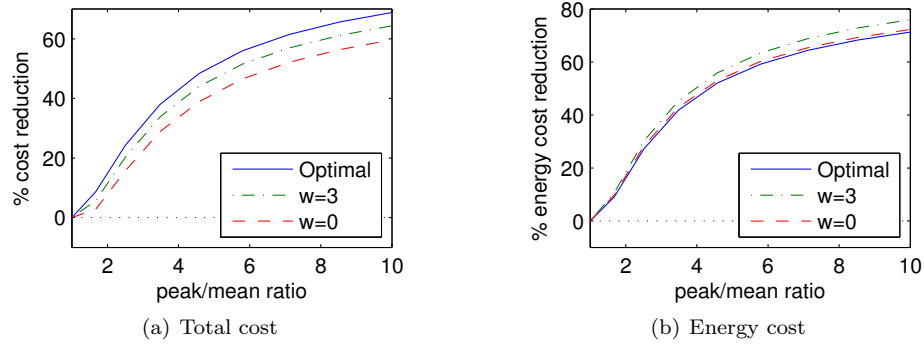 % cost reduction
60
40
20
0
Optimal
w=3
w=0
2 4 6 8 10
peak/mean ratio
(a) Total cost
% energy cost reduction
80
60
40
20
0
Optimal
w=3
w=0
2 4 6 8 10
peak/mean ratio
(b) Energy cost